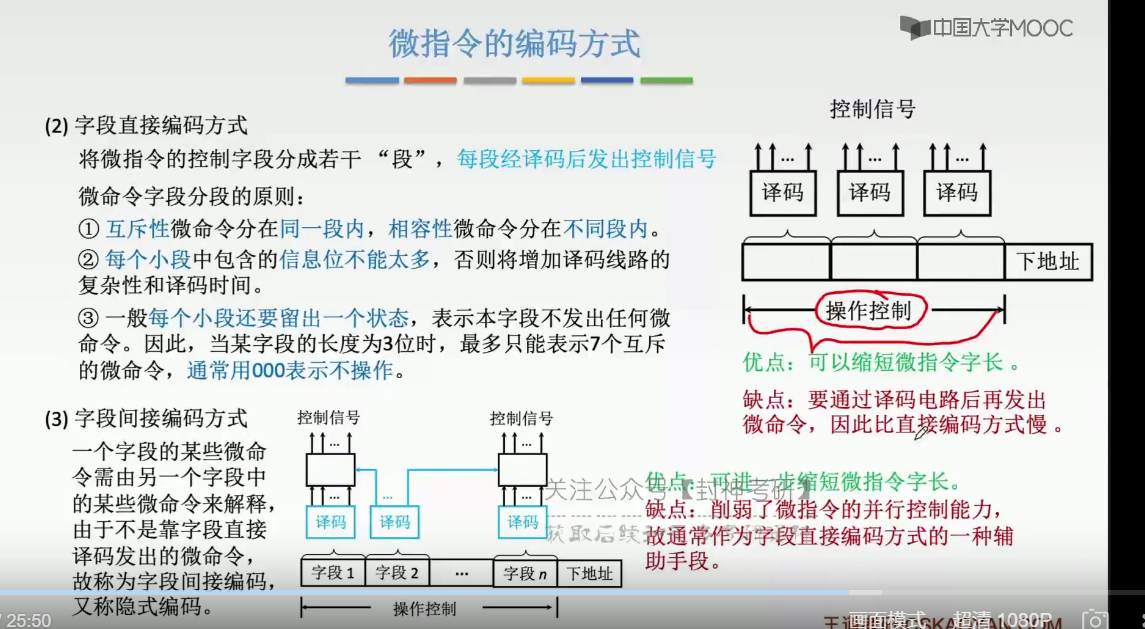 中国大学MOOC
微指令的编码方式
(2) 字段直接编码方式
将微指令的控制字段分成若干 “段”，每段经译码后发出控制信号
微命令字段分段的原则：
① 互斥性微命令分在同一段内，相容性微命令分在不同段内。
② 每个小段中包含的信息位不能太多，否则将增加译码线路的
复杂性和译码时间。
③ 一般每个小段还要留出一个状态，表示本字段不发出任何微
命令。因此，当某字段的长度为3位时，最多只能表示7个互斥
的微命令，通常用000表示不操作。
控制信号
... ... ...
译码 译码 译码
下地址
操作控制
优点：可以缩短微指令字长 。
缺点：要通过译码电路后再发出
微命令，因此比直接编码方式慢 。
(3) 字段间接编码方式
一个字段的某些微命
令需由另一个字段中
的某些微命令来解释，
由于不是靠字段直接
译码发出的微命令，
故称为字段间接编码，
又称隐式编码。
控制信号 控制信号
... ...
... ... ...
译码 译码 译码
字段 1 字段 2 ... 字段 n 下地址
操作控制
优点：可进一步缩短微指令字长。
缺点：削弱了微指令的并行控制能力，
故通常作为字段直接编码方式的一种辅
助手段。
关注公众号【封神考研】
/ 25:50
画面模式 超清 1080P